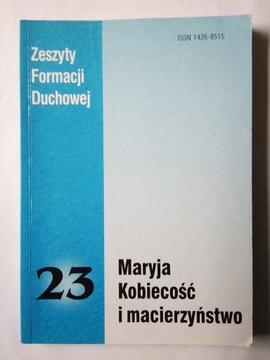 Zeszyty
Formacji
Duchowej
ISSN 1426-8515
23
Maryja
Kobiecość
i macierzyństwo